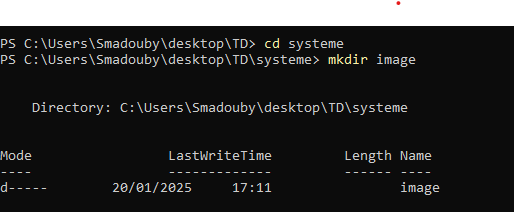 PS C:\Users\Smadouby\desktop\TD> cd systeme
PS C:\Users\Smadouby\desktop\TD\systeme> mkdir image
Directory: C:\Users\Smadouby\desktop\TD\systeme
Mode LastWriteTime Length Name
---- ------------- ------ ----
d----- 20/01/2025 17:11 image